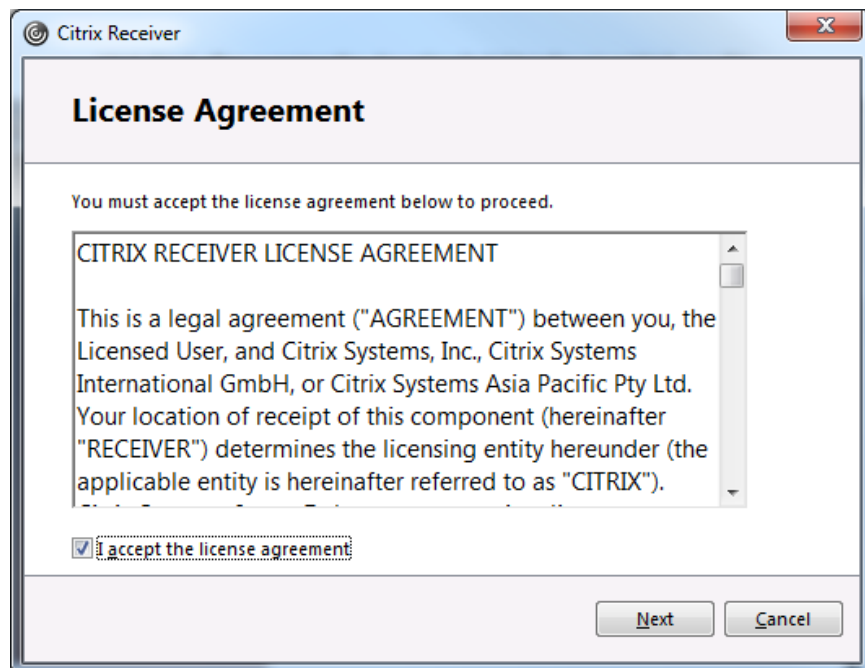 Citrix Receiver
License Agreement
You must accept the license agreement below to proceed.
CITRIX RECEIVER LICENSE AGREEMENT
This is a legal agreement ("AGREEMENT") between you, the
Licensed User, and Citrix Systems, Inc., Citrix Systems
International GmbH, or Citrix Systems Asia Pacific Pty Ltd.
Your location of receipt of this component (hereinafter
"RECEIVER") determines the licensing entity hereunder (the
applicable entity is hereinafter referred to as "CITRIX").
I accept the license agreement
Next
Cancel